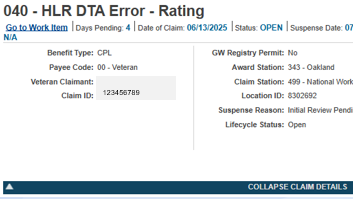 040 - HLR DTA Error - Rating
Go to Work Item | Days Pending: 4 | Date of Claim: 06/13/2025 | Status: OPEN | Suspense Date: 07
N/A
Benefit Type: CPL
Payee Code: 00 - Veteran
Veteran Claimant:
Claim ID: 123456789
GW Registry Permit: No
Award Station: 343 - Oakland
Claim Station: 499 - National Work
Location ID: 8302692
Suspense Reason: Initial Review Pendi
Lifecycle Status: Open
COLLAPSE CLAIM DETAILS